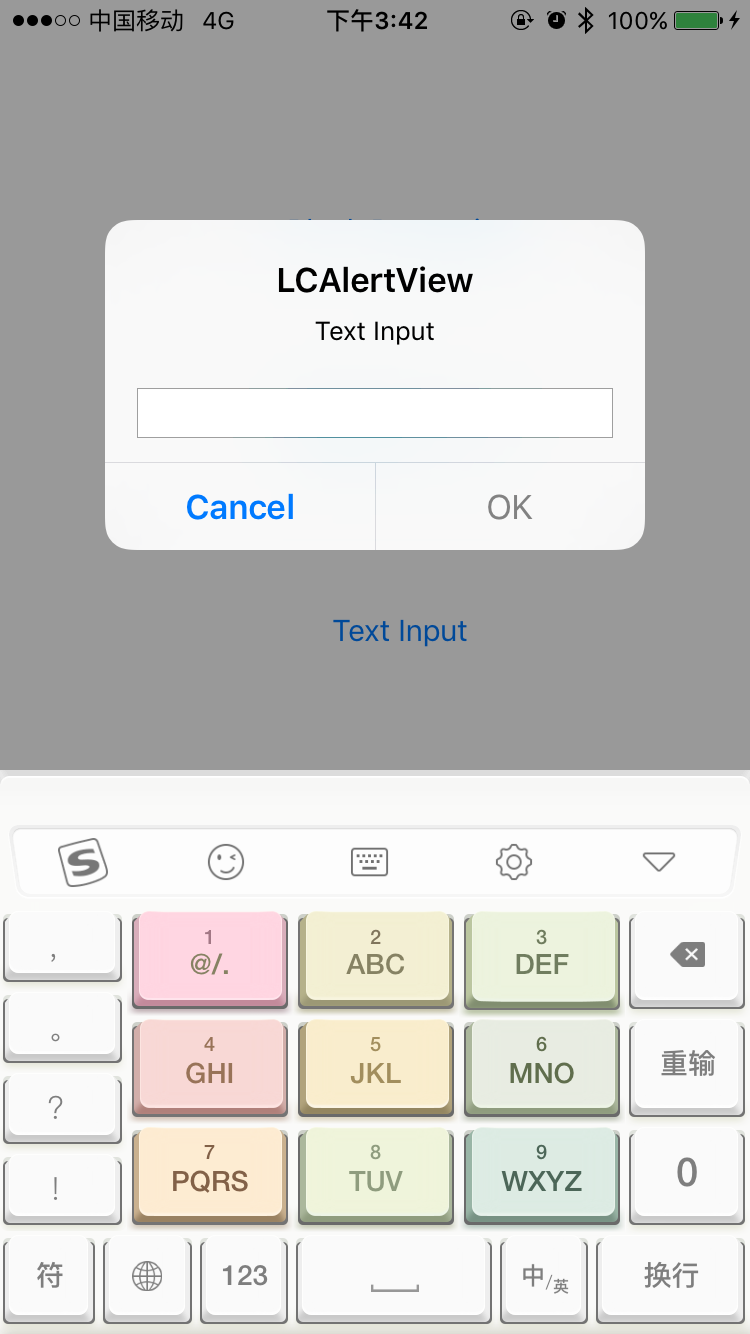 中国移动 4G 下午3:42 100%
LCAlertView
Text Input
Cancel OK
Text Input
S
, 1 @/. 2 ABC 3 DEF
。 4 GHI 5 JKL 6 MNO 重输
? 7 PQRS 8 TUV 9 WXYZ 0
!
符 123 中/英 换行